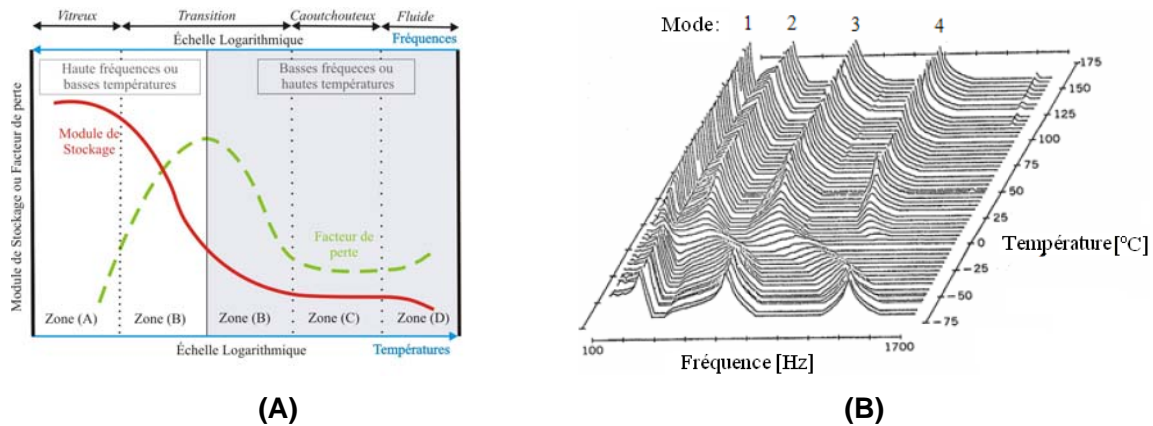 Vitreux Transition Caoutchouteux Fluide
Échelle Logarithmique Fréquences
Haute fréquences ou
basses températures
Basses fréqueces ou
hautes températures
Module de
Stockage
Facteur de
perte
Module de Stockage ou Facteur de perte
Zone (A) Zone (B) Zone (B) Zone (C) Zone (D)
Échelle Logarithmique Températures
(A)
Mode: 1 2 3 4
175
150
125
100
75
50
25
0
-25
-50
-75
Température [°C]
100 1700
Fréquence [Hz]
(B)